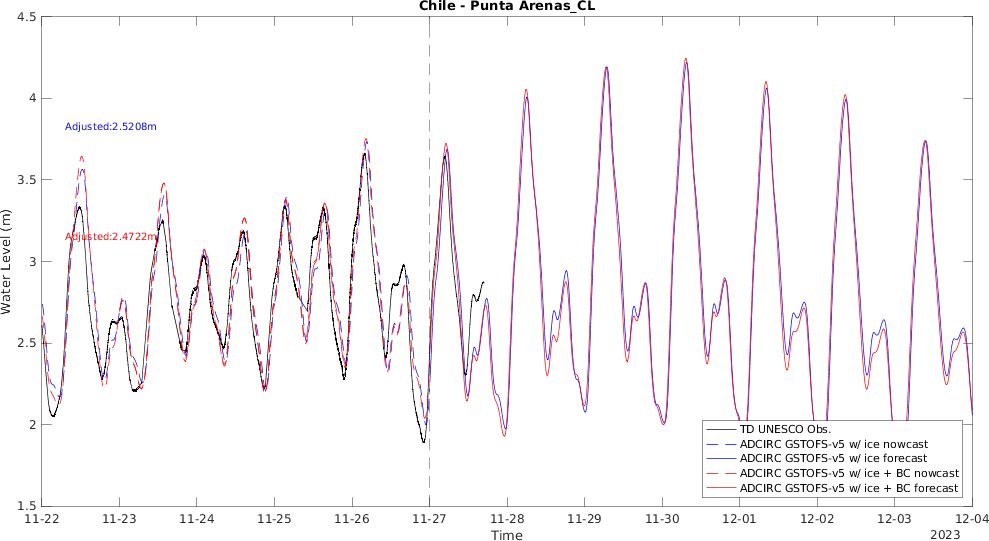 Chile - Punta Arenas_CL
4.5
4
3.5
3
2.5
2
1.5
Water Level (m)
Adjusted:2.5208m
Adjusted:2.4722m
TD UNESCO Obs.
ADCIRC GSTOFS-v5 w/ ice nowcast
ADCIRC GSTOFS-v5 w/ ice forecast
ADCIRC GSTOFS-v5 w/ ice + BC nowcast
ADCIRC GSTOFS-v5 w/ ice + BC forecast
11-22 11-23 11-24 11-25 11-26 11-27 11-28 11-29 11-30 12-01 12-02 12-03 12-04
Time
2023